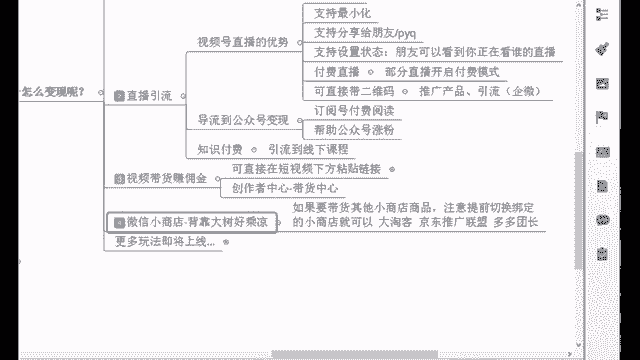 支持最小化
视频号直播的优势
支持分享给朋友/pyq
支持设置状态：朋友可以看到你正在看谁的直播
怎么变现呢？
直播引流
付费直播
部分直播开启付费模式
可直接带二维码
推广产品、引流（企微）
导流到公众号变现
订阅号付费阅读
帮助公众号涨粉
知识付费
引流到线下课程
视频带货赚佣金
可直接在短视频下方粘贴链接
创作者中心-带货中心
微信小商店-背靠大树好乘凉
如果要带货其他小商店商品，注意提前切换绑定
的小商店就可以 大淘客 京东推广联盟 多多团长
更多玩法即将上线...